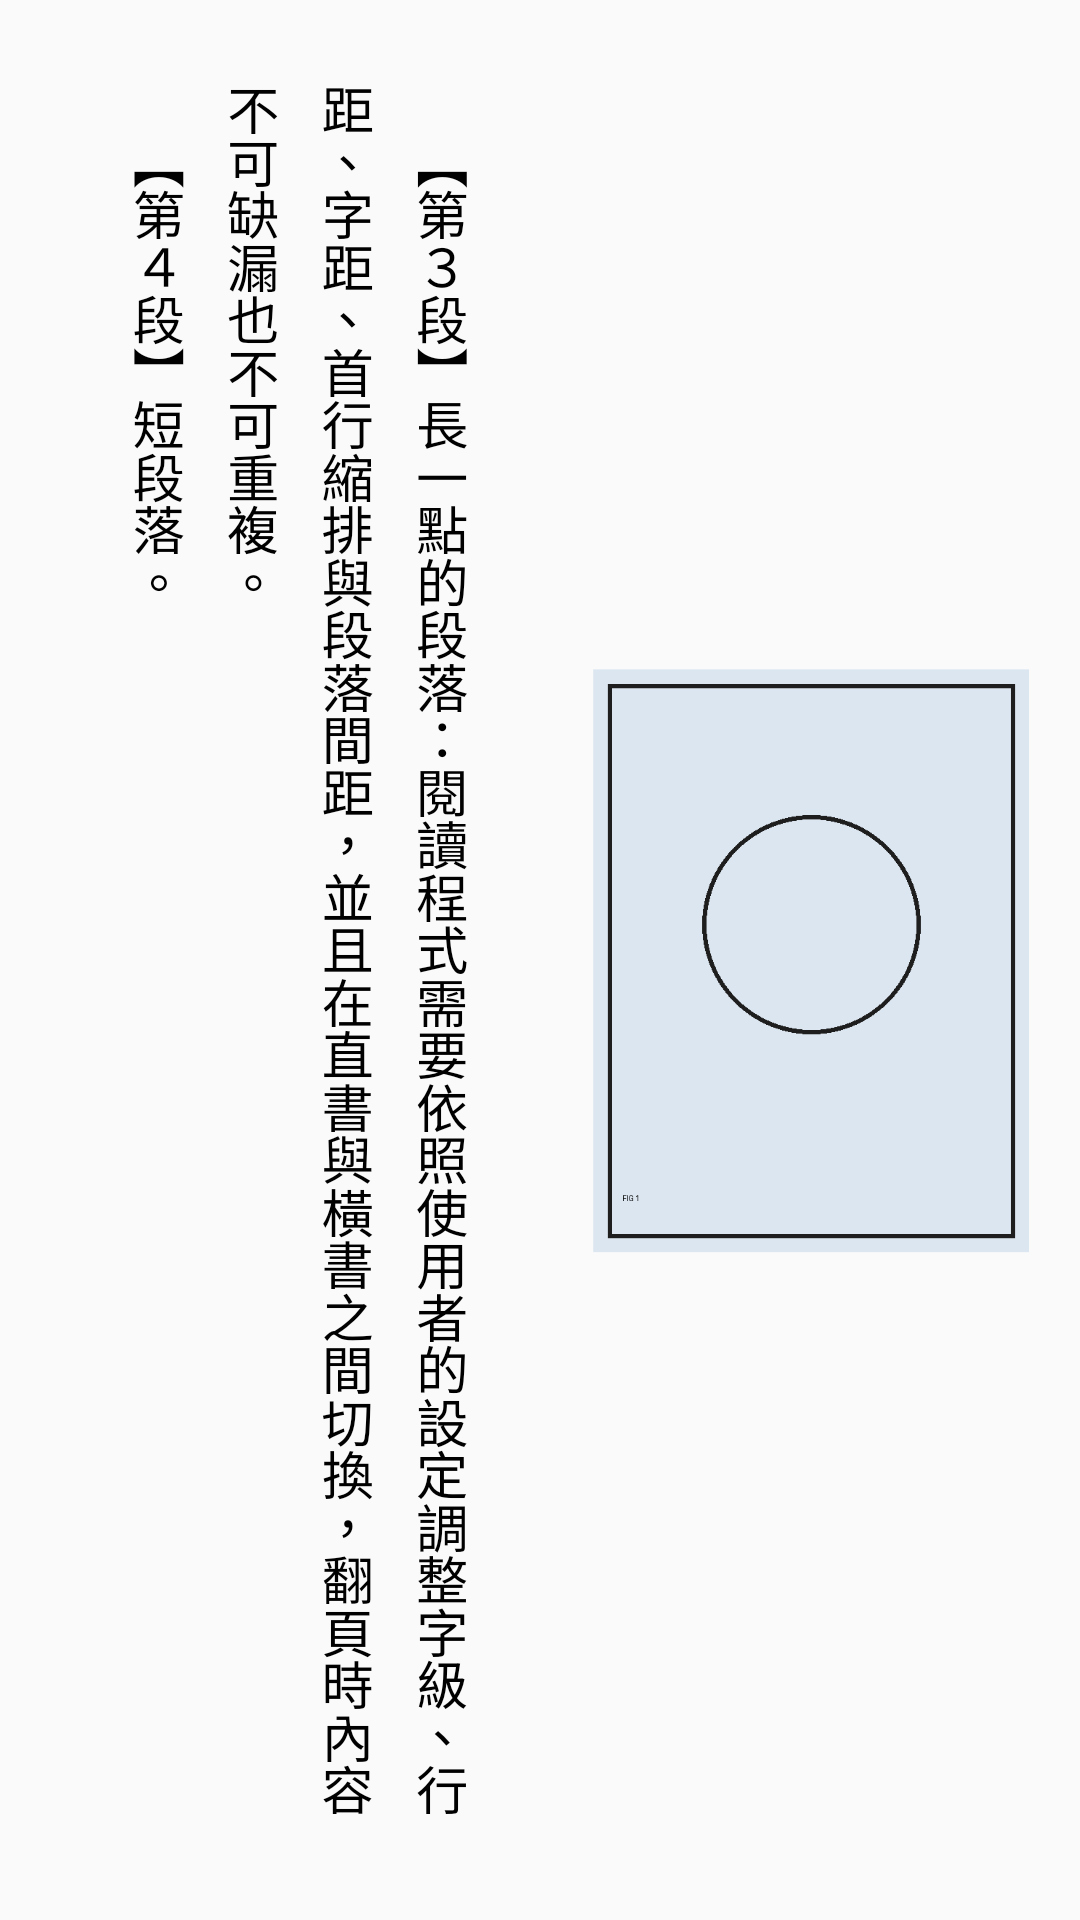 FIG 1
【第３段】長一點的段落：閱讀程式需要依照使用者的設定調整字級、行
距、字距、首行縮排與段落間距，並且在直書與橫書之間切換，翻頁時內容
不可缺漏也不可重複。
【第４段】短段落。